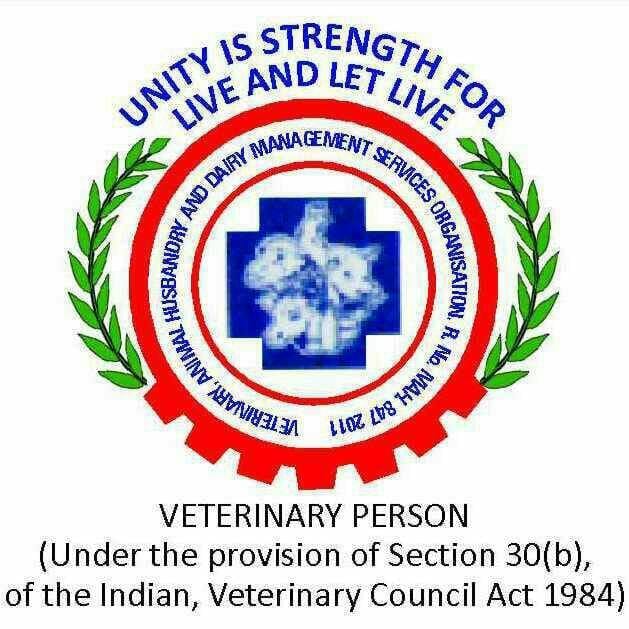 UNITY IS STRENGTH FOR
LIVE AND LET LIVE
VETERINARY, ANIMAL HUSBANDRY AND DAIRY MANAGEMENT SERVICES ORGANISATION. R. No. MAH. 847 2011
VETERINARY PERSON
(Under the provision of Section 30(b),
of the Indian, Veterinary Council Act 1984)